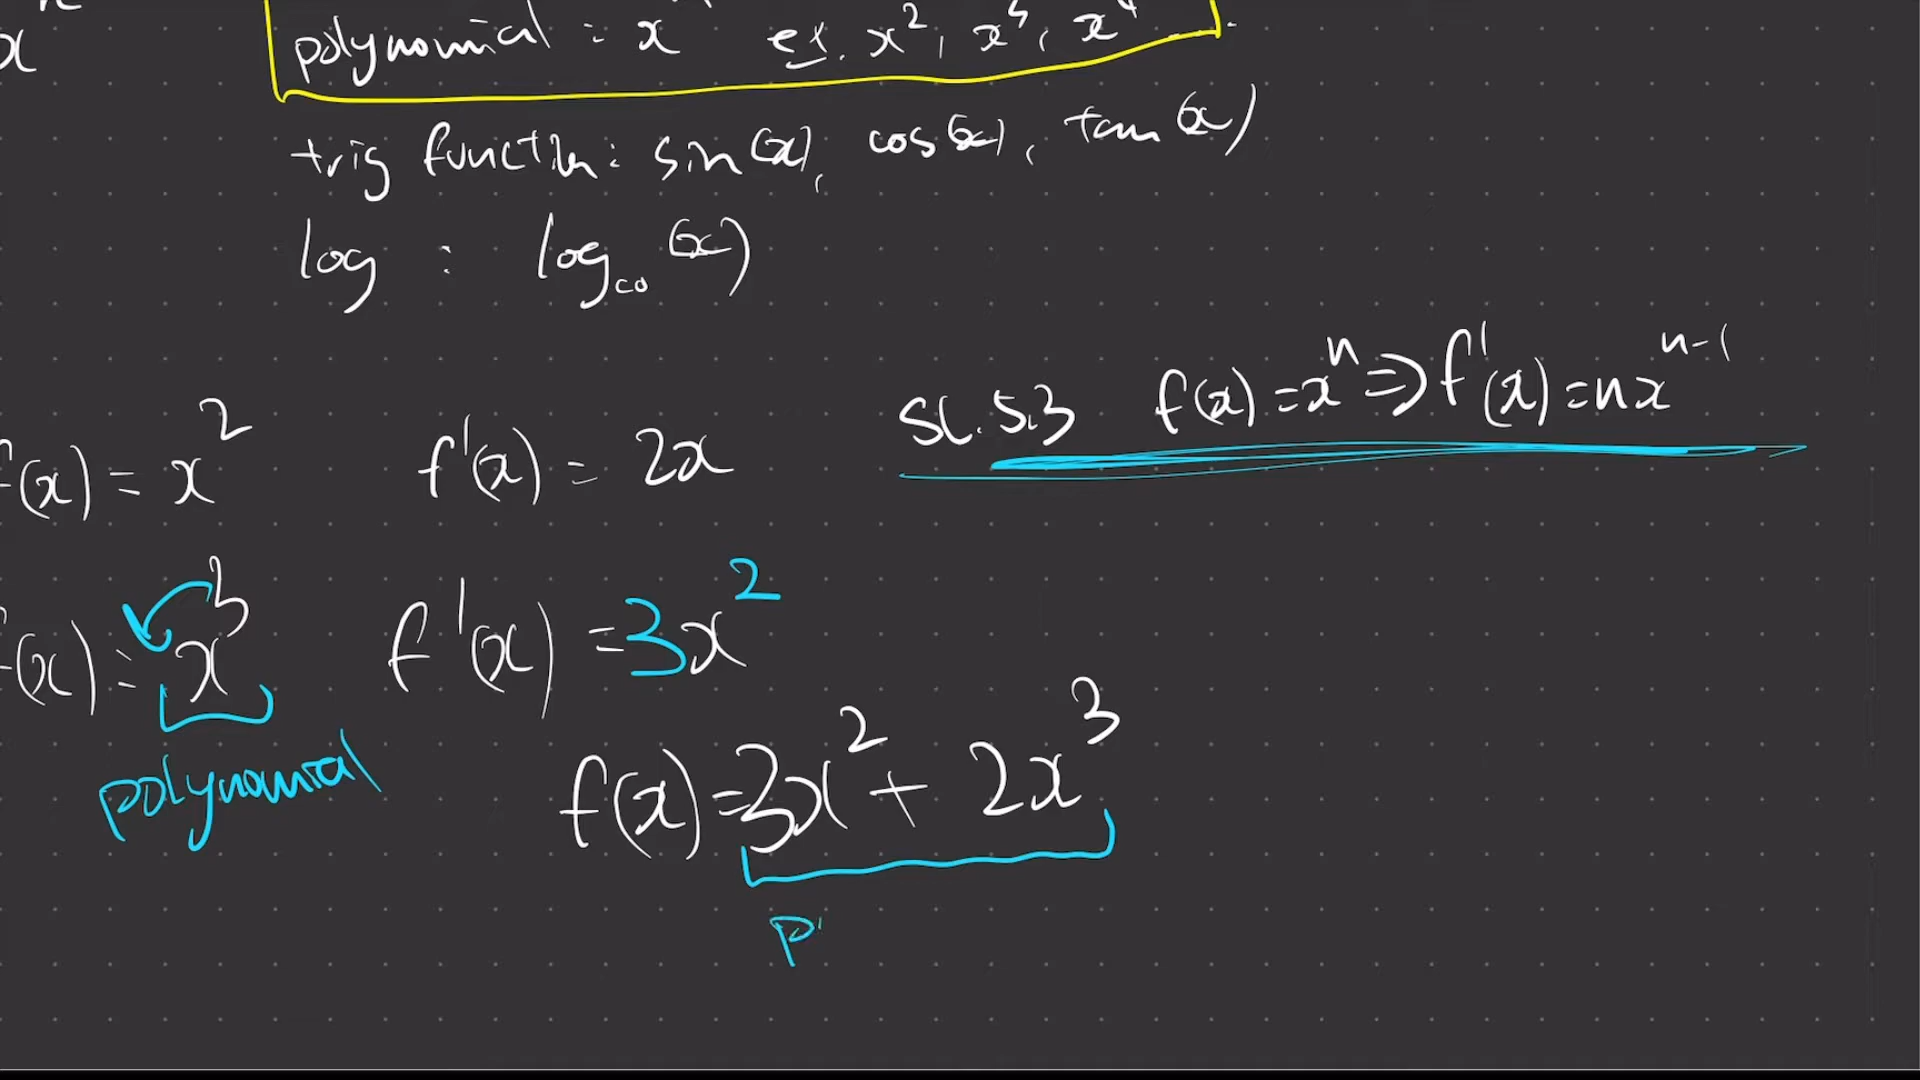 polynomial : x ex. x², x³, x⁴
trig function : sin(x), cos(x), tan(x)
log : log₁₀(x)
SL.5.3 f(x)=xⁿ ⇒ f'(x)=nxⁿ⁻¹
f(x) = x² f'(x) = 2x
f(x) = x³ f'(x) = 3x²
polynomial
f(x) = 3x² + 2x³
p